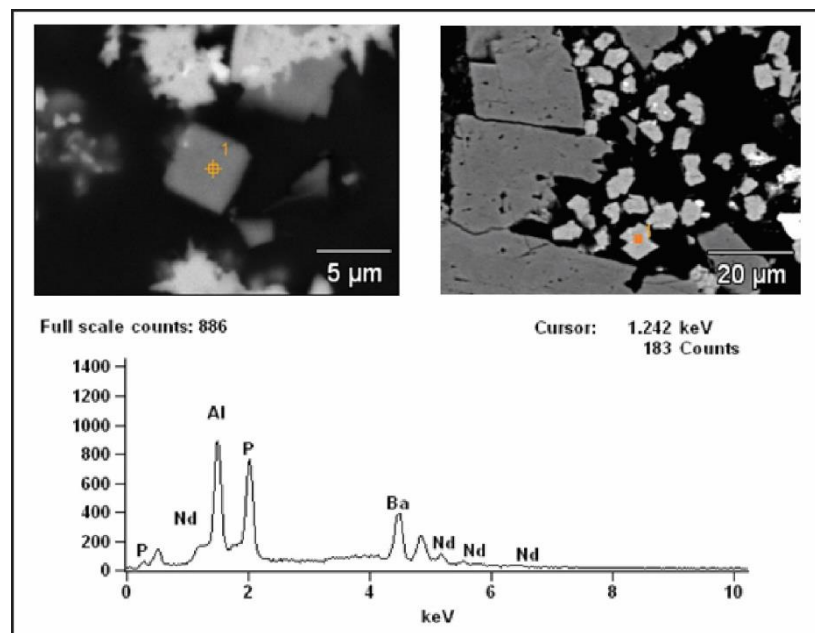 1
5 µm
1
20 µm
Full scale counts: 886
Cursor: 1.242 keV
183 Counts
1400
1200
1000
800
600
400
200
0
Al
P
Nd
P
Ba
Nd
Nd
Nd
0 2 4 6 8 10
keV